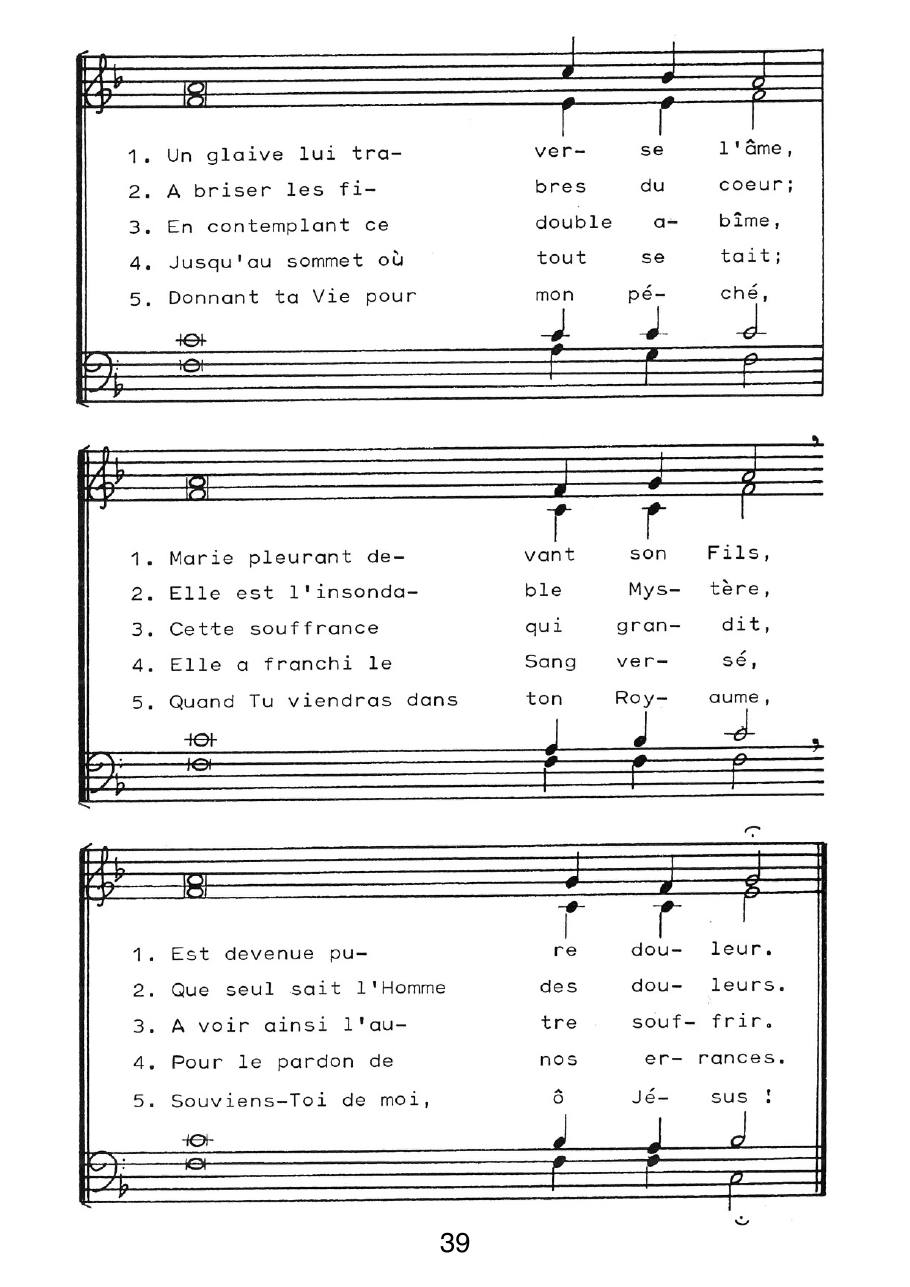 1. Un glaive lui tra- ver- se l'âme,
2. A briser les fi- bres du coeur;
3. En contemplant ce double a- bîme,
4. Jusqu'au sommet où tout se tait;
5. Donnant ta Vie pour mon pé- ché,
1. Marie pleurant de- vant son Fils,
2. Elle est l'insonda- ble Mys- tère,
3. Cette souffrance qui gran- dit,
4. Elle a franchi le Sang ver- sé,
5. Quand Tu viendras dans ton Roy- aume,
1. Est devenue pu- re dou- leur.
2. Que seul sait l'Homme des dou- leurs.
3. A voir ainsi l'au- tre souf- frir.
4. Pour le pardon de nos er- rances.
5. Souviens-Toi de moi, ô Jé- sus !
39